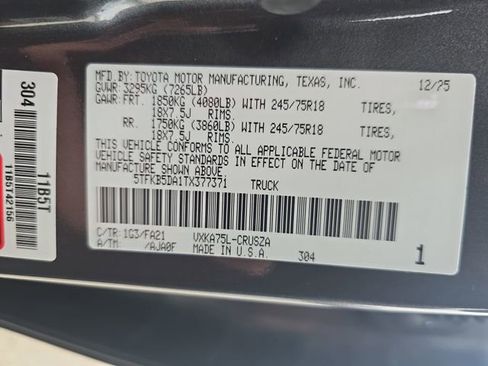 MFD.BY:TOYOTA MOTOR MANUFACTURING, TEXAS, INC. 12/25
GVWR:3295KG (7265LB)
GAWR:FRT. 1850KG (4080LB) WITH 245/75R18 TIRES,
18X7.5J RIMS.
RR. 1750KG (3860LB) WITH 245/75R18 TIRES,
18X7.5J RIMS.
THIS VEHICLE CONFORMS TO ALL APPLICABLE FEDERAL MOTOR
VEHICLE SAFETY STANDARDS IN EFFECT ON THE DATE OF
MANUFACTURE SHOWN ABOVE.
5TFKB5DA1TX377371 TRUCK
C/TR:1G3/FA21 VXKA75L-CRUSZA
A/TM: /AJA0F MADE IN U.S.A. 304 1
304 11B5T
11B5T42156